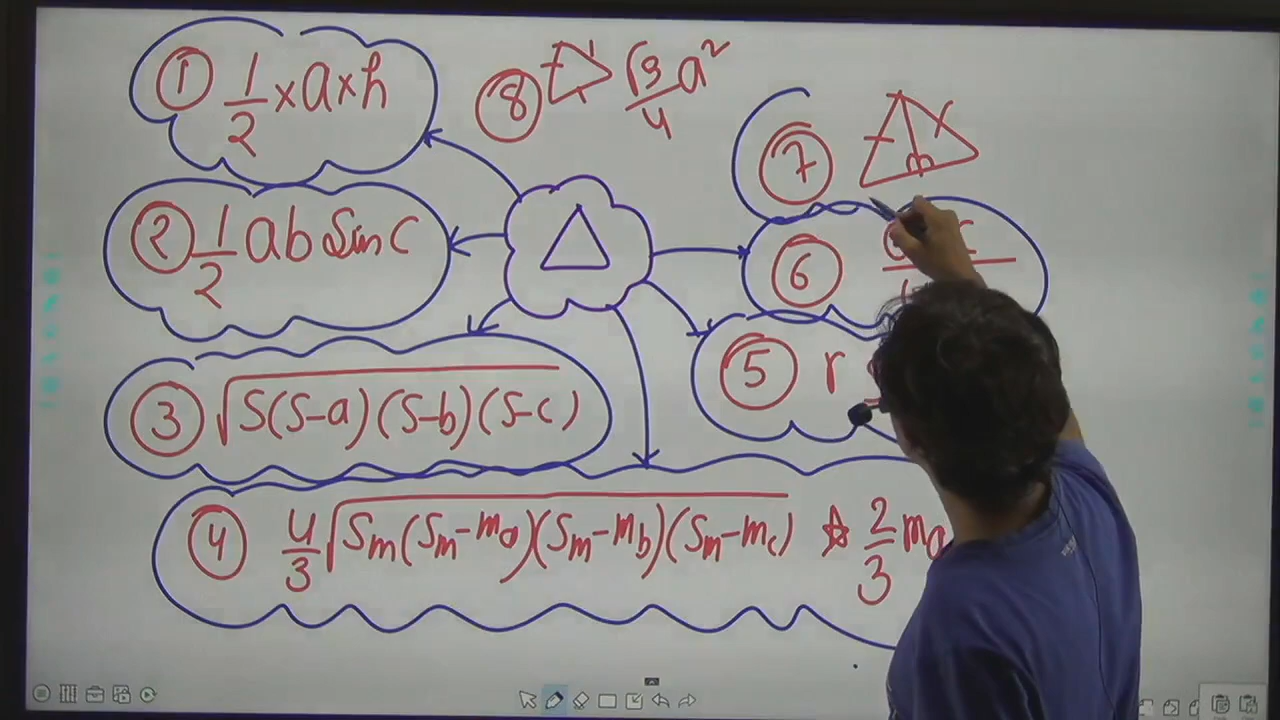 ① 1/2 × a × h
② 1/2 ab Sin c
③ √S(S-a)(S-b)(S-c)
④ 4/3 √Sm(Sm-ma)(Sm-mb)(Sm-mc) ☆ 2/3 ma
⑧ √3/4 a²
⑦ m
⑥
⑤ r